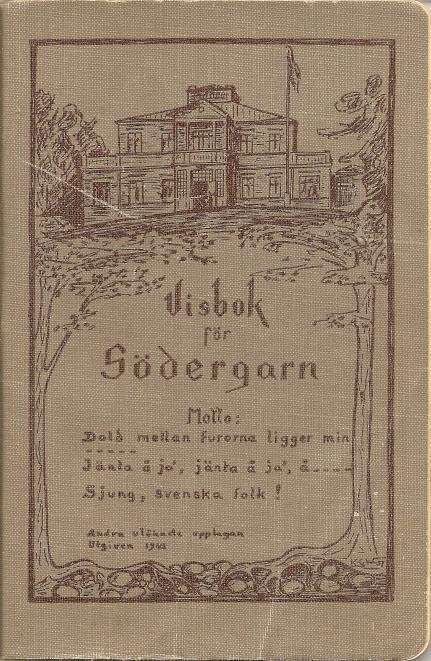 Visbok
för
Södergarn
Motto:
Dold mellan furorna ligger min
-----
Jänta å ja', jänta å ja', å-----
Sjung, svenska folk!
Andra utökade upplagan
Utgiven